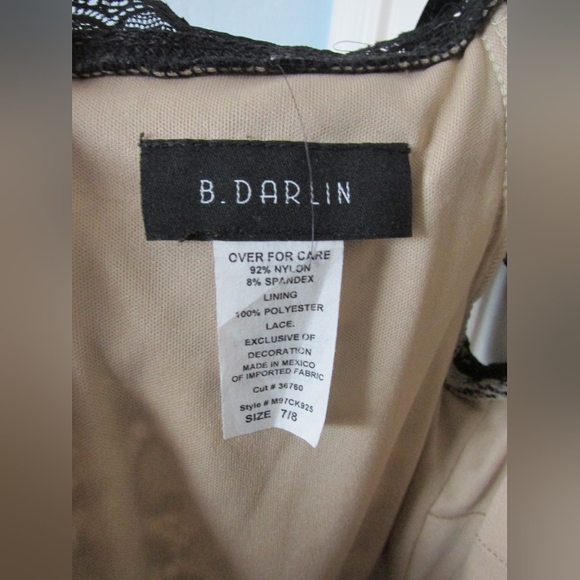 B. DARLIN
OVER FOR CARE
92% NYLON
8% SPANDEX
LINING
100% POLYESTER
LACE.
EXCLUSIVE OF
DECORATION
MADE IN MEXICO
OF IMPORTED FABRIC
Cut # 36760
Style # M97CK925
SIZE 7/8